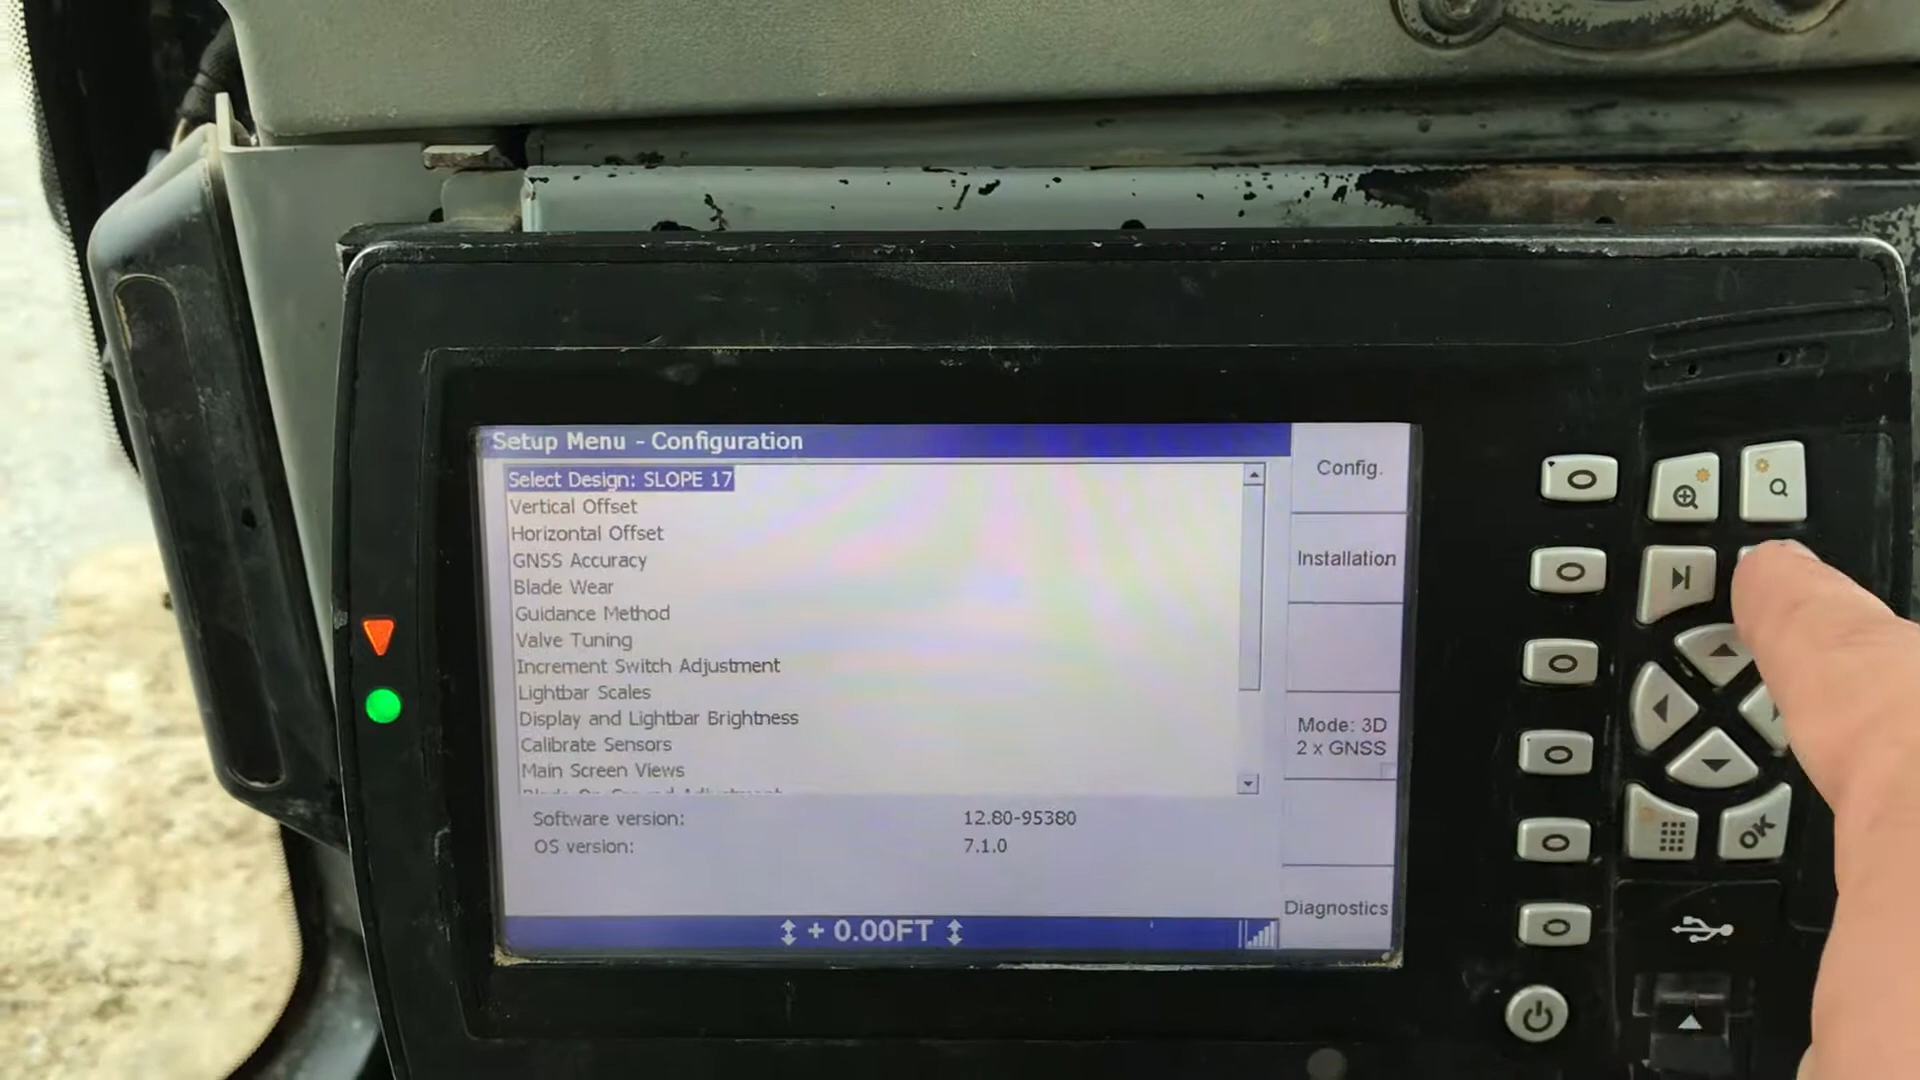 Setup Menu - Configuration
Select Design: SLOPE 17
Vertical Offset
Horizontal Offset
GNSS Accuracy
Blade Wear
Guidance Method
Valve Tuning
Increment Switch Adjustment
Lightbar Scales
Display and Lightbar Brightness
Calibrate Sensors
Main Screen Views
Software version: 12.80-95380
OS version: 7.1.0
+ 0.00FT
Config.
Installation
Mode: 3D
2 x GNSS
Diagnostics
OK